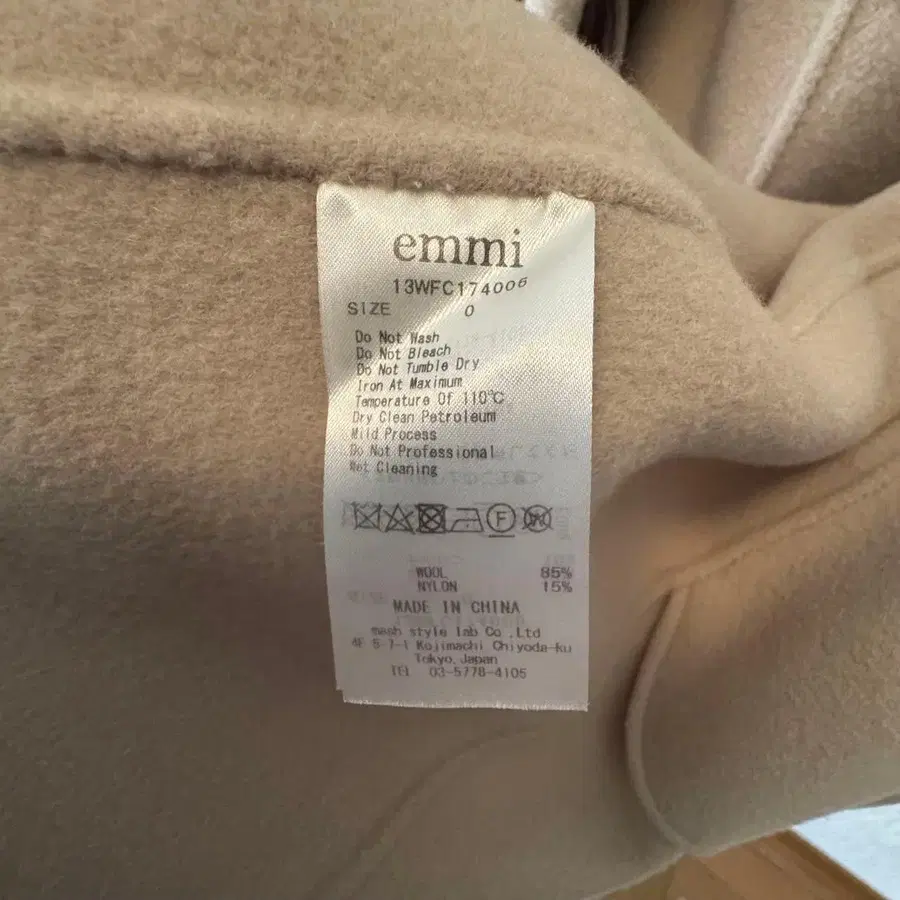 emmi
13WFC174006
SIZE 0
Do Not Wash
Do Not Bleach
Do Not Tumble Dry
Iron At Maximum
Temperature Of 110℃
Dry Clean Petroleum
Mild Process
Do Not Professional
Wet Cleaning
F W
WOOL 85%
NYLON 15%
MADE IN CHINA
mash style lab Co.,Ltd
4F 5-7-1 Kojimachi Chiyoda-ku
Tokyo,Japan
TEL 03-5778-4105